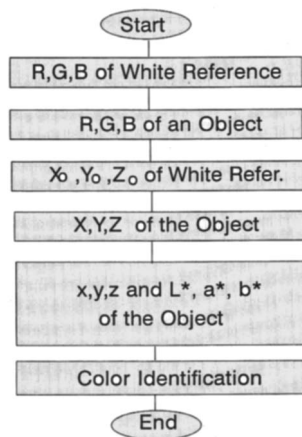 Start
R,G,B of White Reference
R,G,B of an Object
Xo ,Yo ,Zo of White Refer.
X,Y,Z of the Object
x,y,z and L*, a*, b*
of the Object
Color Identification
End